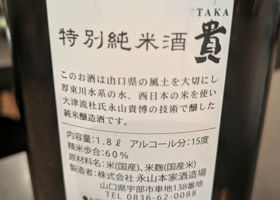 TAKA
特別純米酒 貴
このお酒は山口県の風土を大切にし
厚東川水系の水、西日本の米を使い
大津流杜氏永山貴博の技術で醸した
純米醸造酒です。
内容量:1.8ℓ アルコール分:15度
精米歩合:60%
原材料名:米(国産)、米麹(国産米)
製造者:株式会社 永山本家酒造場
山口県宇部市車地138番地
TEL 0836-62-0088